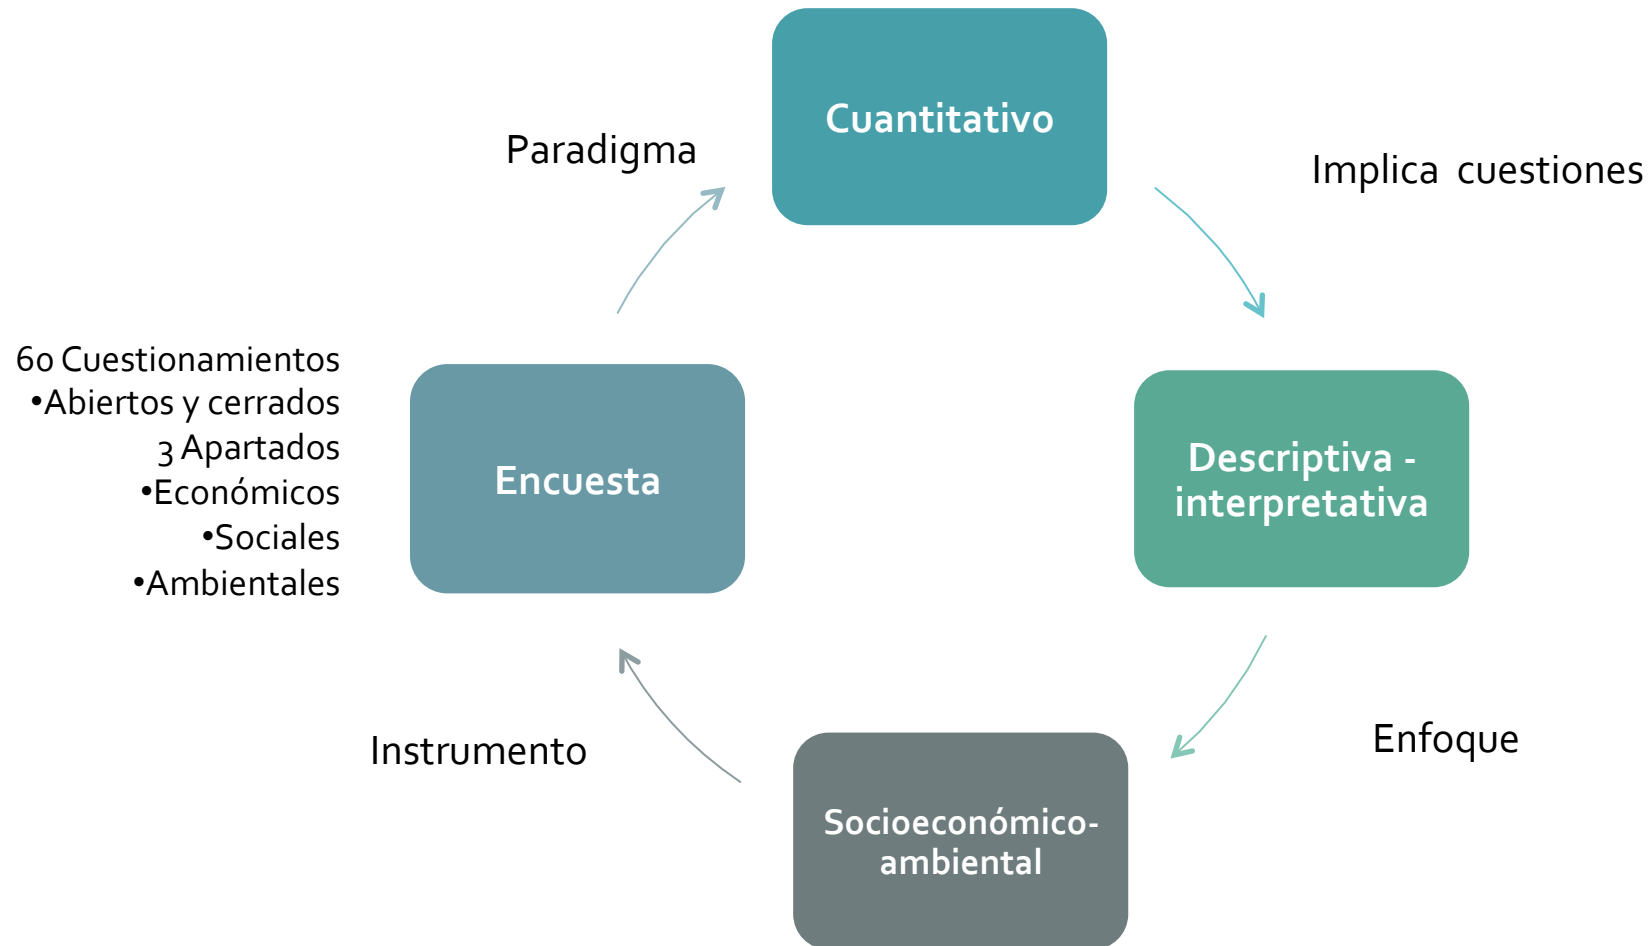 Cuantitativo
Paradigma
Implica cuestiones
60 Cuestionamientos
•Abiertos y cerrados
3 Apartados
•Económicos
•Sociales
•Ambientales
Encuesta
Descriptiva -
interpretativa
Instrumento
Enfoque
Socioeconómico-
ambiental